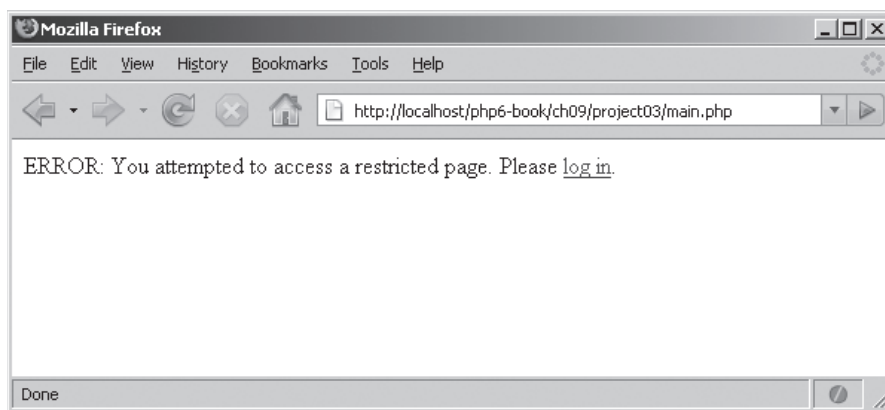 Mozilla Firefox
File Edit View History Bookmarks Tools Help
http://localhost/php6-book/ch09/project03/main.php
ERROR: You attempted to access a restricted page. Please log in.
Done